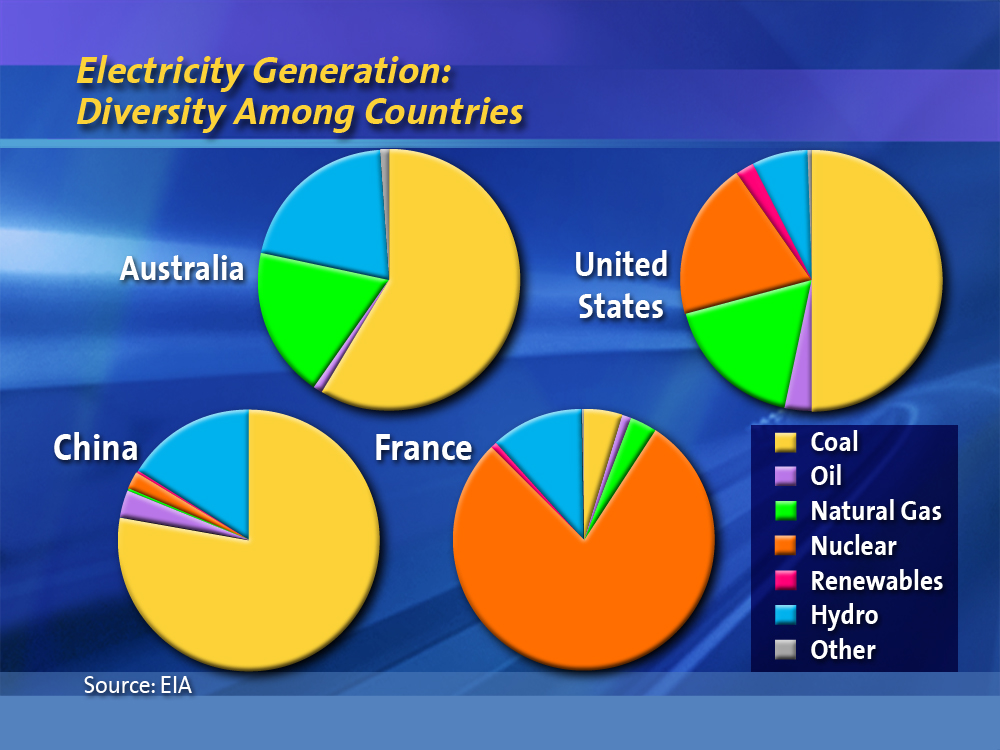 Electricity Generation:
Diversity Among Countries
Australia
United
States
China
France
Coal
Oil
Natural Gas
Nuclear
Renewables
Hydro
Other
Source: EIA